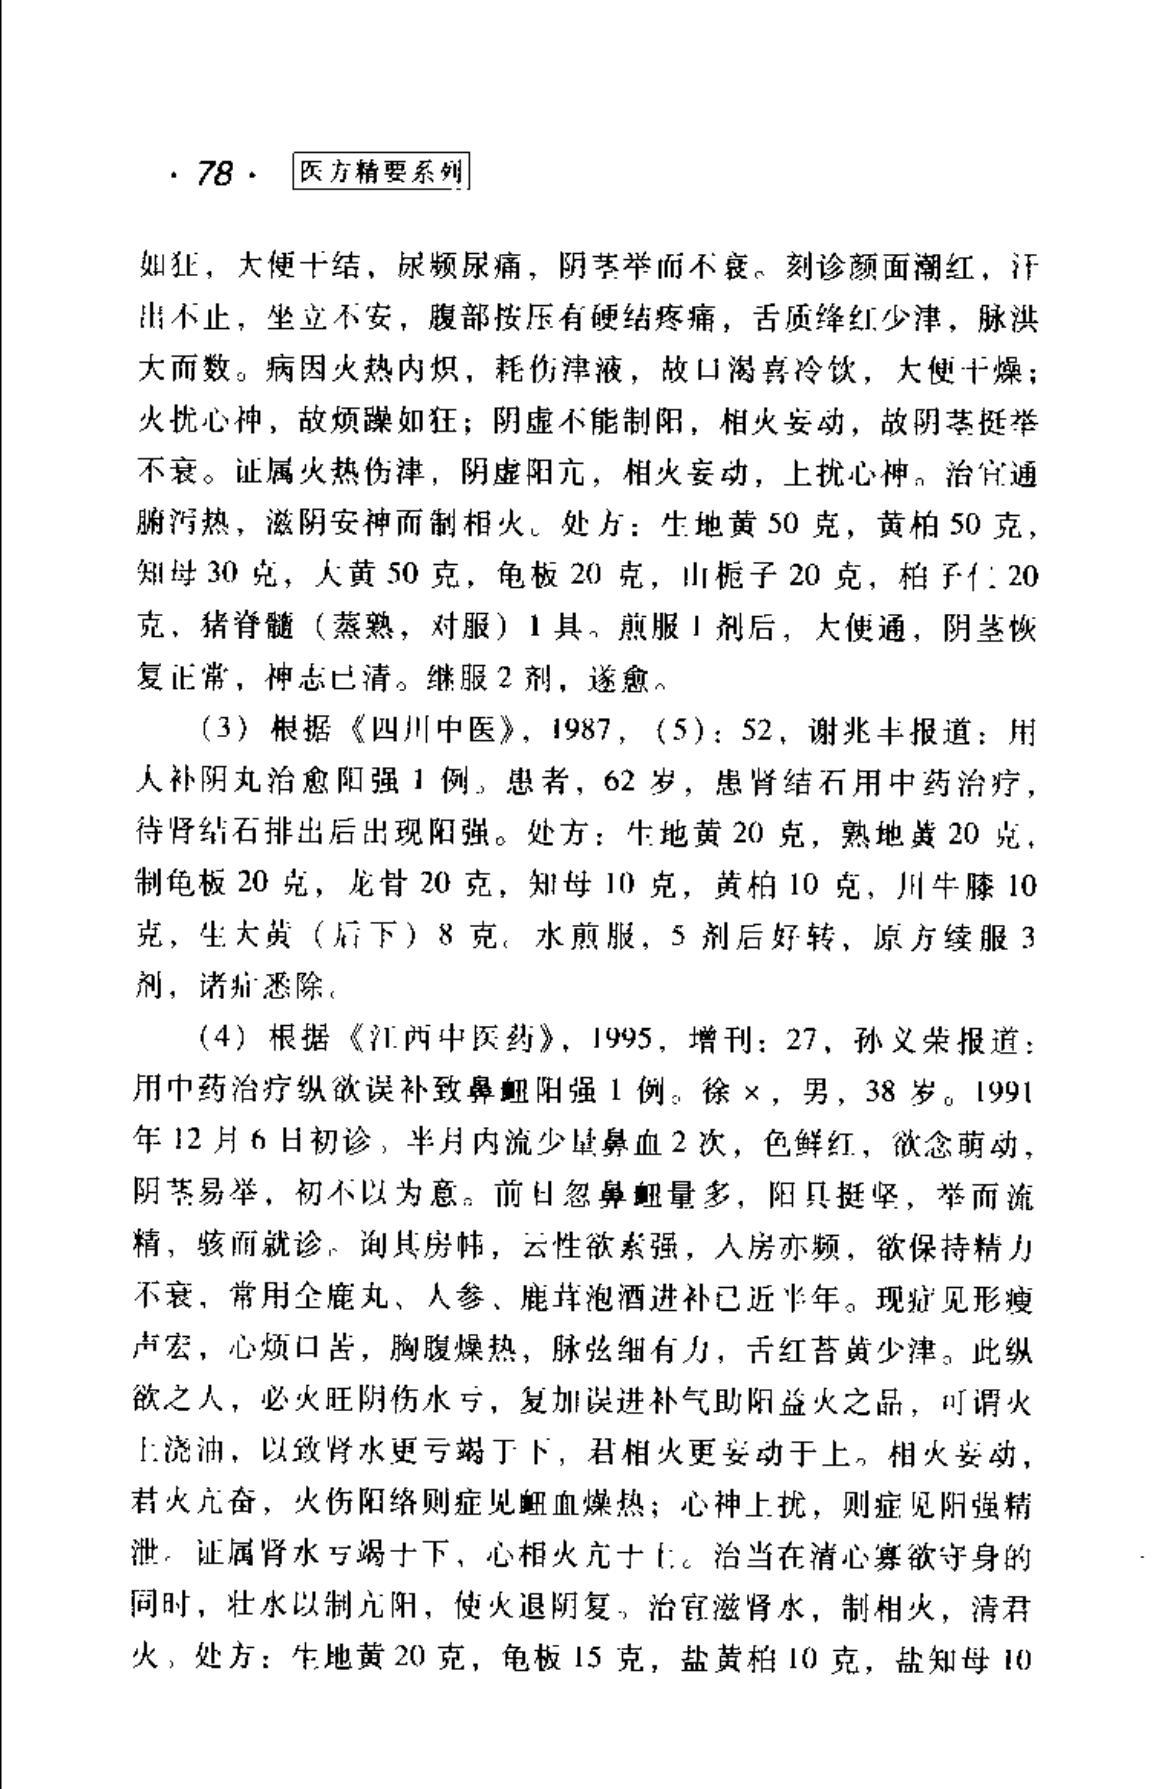 · 78 · 医方精要系列
如狂，大便干结，尿频尿痛，阴茎举而不衰。刻诊颜面潮红，汗
出不止，坐立不安，腹部按压有硬结疼痛，舌质绛红少津，脉洪
大而数。病因火热内炽，耗伤津液，故口渴喜冷饮，大便干燥；
火扰心神，故烦躁如狂；阴虚不能制阳，相火妄动，故阴茎挺举
不衰。证属火热伤津，阴虚阳亢，相火妄动，上扰心神。治宜通
腑泻热，滋阴安神而制相火。处方：生地黄 50 克，黄柏 50 克，
知母 30 克，大黄 50 克，龟板 20 克，山栀子 20 克，柏子仁 20
克，猪脊髓（蒸熟，对服）1 具。煎服 1 剂后，大便通，阴茎恢
复正常，神志已清。继服 2 剂，遂愈。
（3）根据《四川中医》，1987，（5）：52，谢兆丰报道：用
大补阴丸治愈阳强 1 例。患者，62 岁，患肾结石用中药治疗，
待肾结石排出后出现阳强。处方：生地黄 20 克，熟地黄 20 克，
制龟板 20 克，龙骨 20 克，知母 10 克，黄柏 10 克，川牛膝 10
克，生大黄（后下）8 克。水煎服，5 剂后好转，原方续服 3
剂，诸症悉除。
（4）根据《江西中医药》，1995，增刊：27，孙义荣报道：
用中药治疗纵欲误补致鼻衄阳强 1 例。徐×，男，38 岁。1991
年 12 月 6 日初诊。半月内流少量鼻血 2 次，色鲜红，欲念萌动，
阴茎易举，初不以为意。前日忽鼻衄量多，阳具挺坚，举而流
精，骇而就诊。询其房帏，云性欲素强，入房亦频，欲保持精力
不衰，常用全鹿丸、人参、鹿茸泡酒进补已近半年。现症见形瘦
声宏，心烦口苦，胸腹燥热，脉弦细有力，舌红苔黄少津。此纵
欲之人，必火旺阴伤水亏，复加误进补气助阳益火之品，可谓火
上浇油，以致肾水更亏竭于下，君相火更妄动于上。相火妄动，
君火亢奋，火伤阳络则症见衄血燥热；心神上扰，则症见阳强精
泄。证属肾水亏竭于下，心相火亢于上。治当在清心寡欲守身的
同时，壮水以制亢阳，使火退阴复。治宜滋肾水，制相火，清君
火。处方：生地黄 20 克，龟板 15 克，盐黄柏 10 克，盐知母 10